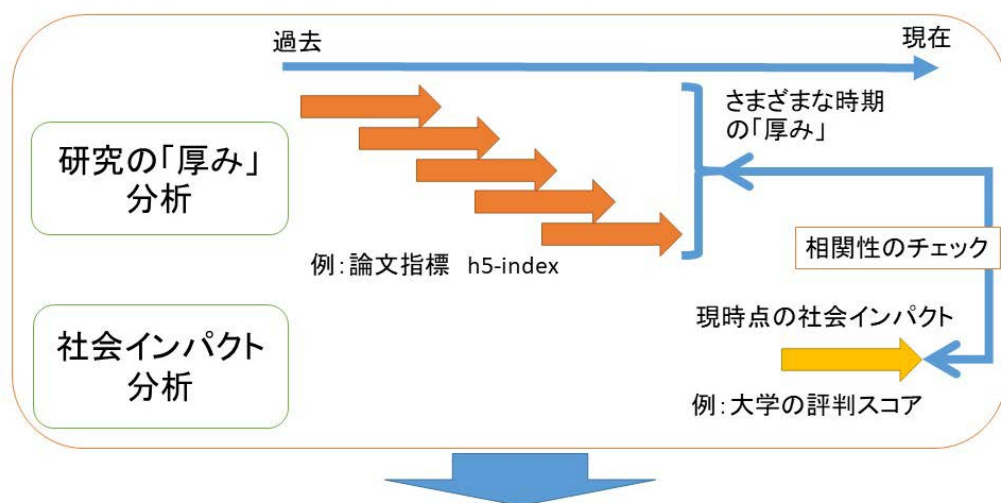 過去
現在
さまざまな時期
の「厚み」
研究の「厚み」
分析
例：論文指標 h5-index
相関性のチェック
社会インパクト
分析
現時点の社会インパクト
例：大学の評判スコア